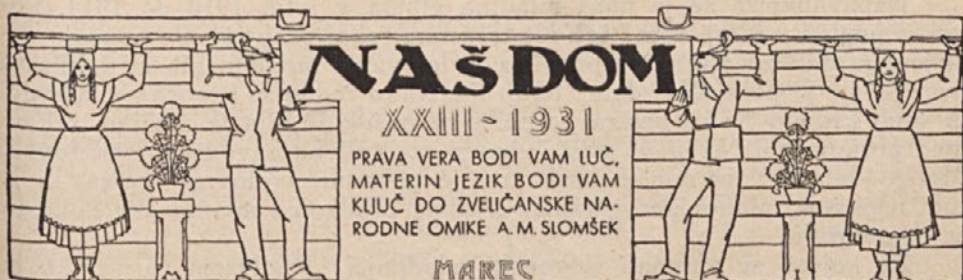 NAŠ DOM
XXIII - 1931
PRAVA VERA BODI VAM LUČ,
MATERIN JEZIK BODI VAM
KLJUČ DO ZVELIČANSKE NA-
RODNE OMIKE A. M. SLOMŠEK
MAREC